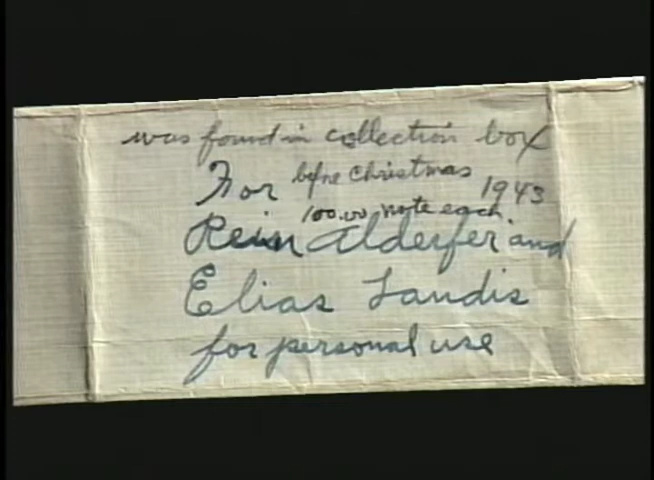 was found in collection box
before Christmas 1943
For
100.00 note each.
Rein Alderfer and
Elias Landis
for personal use